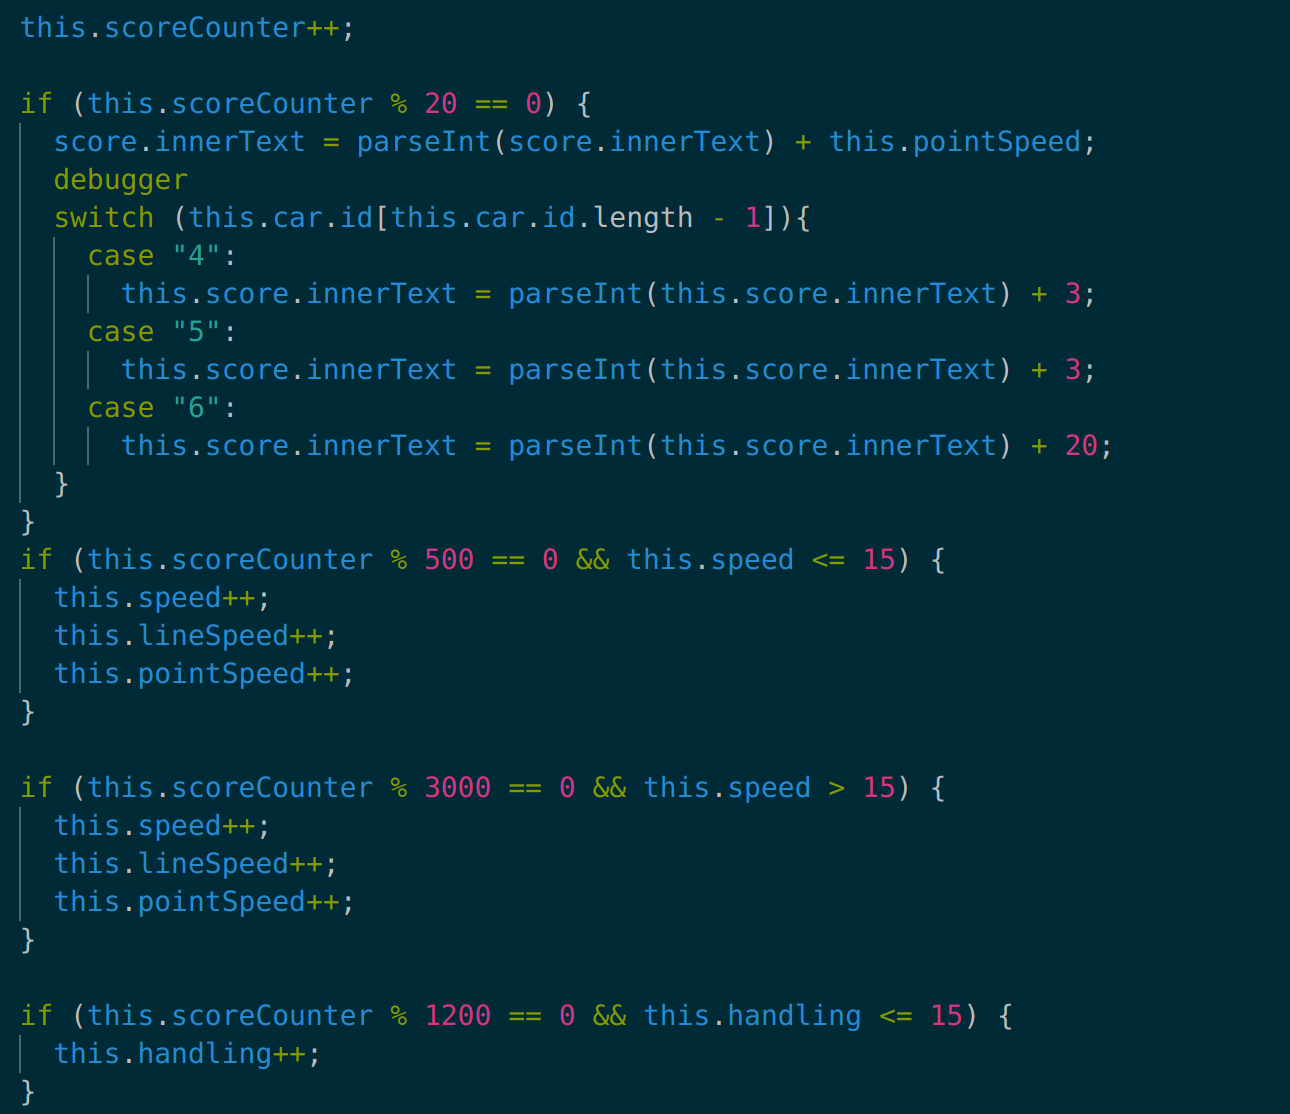 this.scoreCounter++;

if (this.scoreCounter % 20 == 0) {
  score.innerText = parseInt(score.innerText) + this.pointSpeed;
  debugger
  switch (this.car.id[this.car.id.length - 1]){
    case "4":
      this.score.innerText = parseInt(this.score.innerText) + 3;
    case "5":
      this.score.innerText = parseInt(this.score.innerText) + 3;
    case "6":
      this.score.innerText = parseInt(this.score.innerText) + 20;
  }
}
if (this.scoreCounter % 500 == 0 && this.speed <= 15) {
  this.speed++;
  this.lineSpeed++;
  this.pointSpeed++;
}

if (this.scoreCounter % 3000 == 0 && this.speed > 15) {
  this.speed++;
  this.lineSpeed++;
  this.pointSpeed++;
}

if (this.scoreCounter % 1200 == 0 && this.handling <= 15) {
  this.handling++;
}